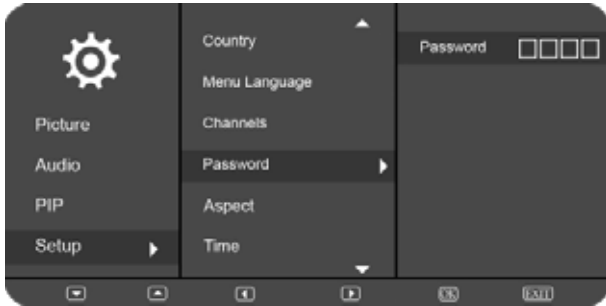 Picture
Audio
PIP
Setup
Country
Menu Language
Channels
Password
Aspect
Time
Password
OK
EXIT